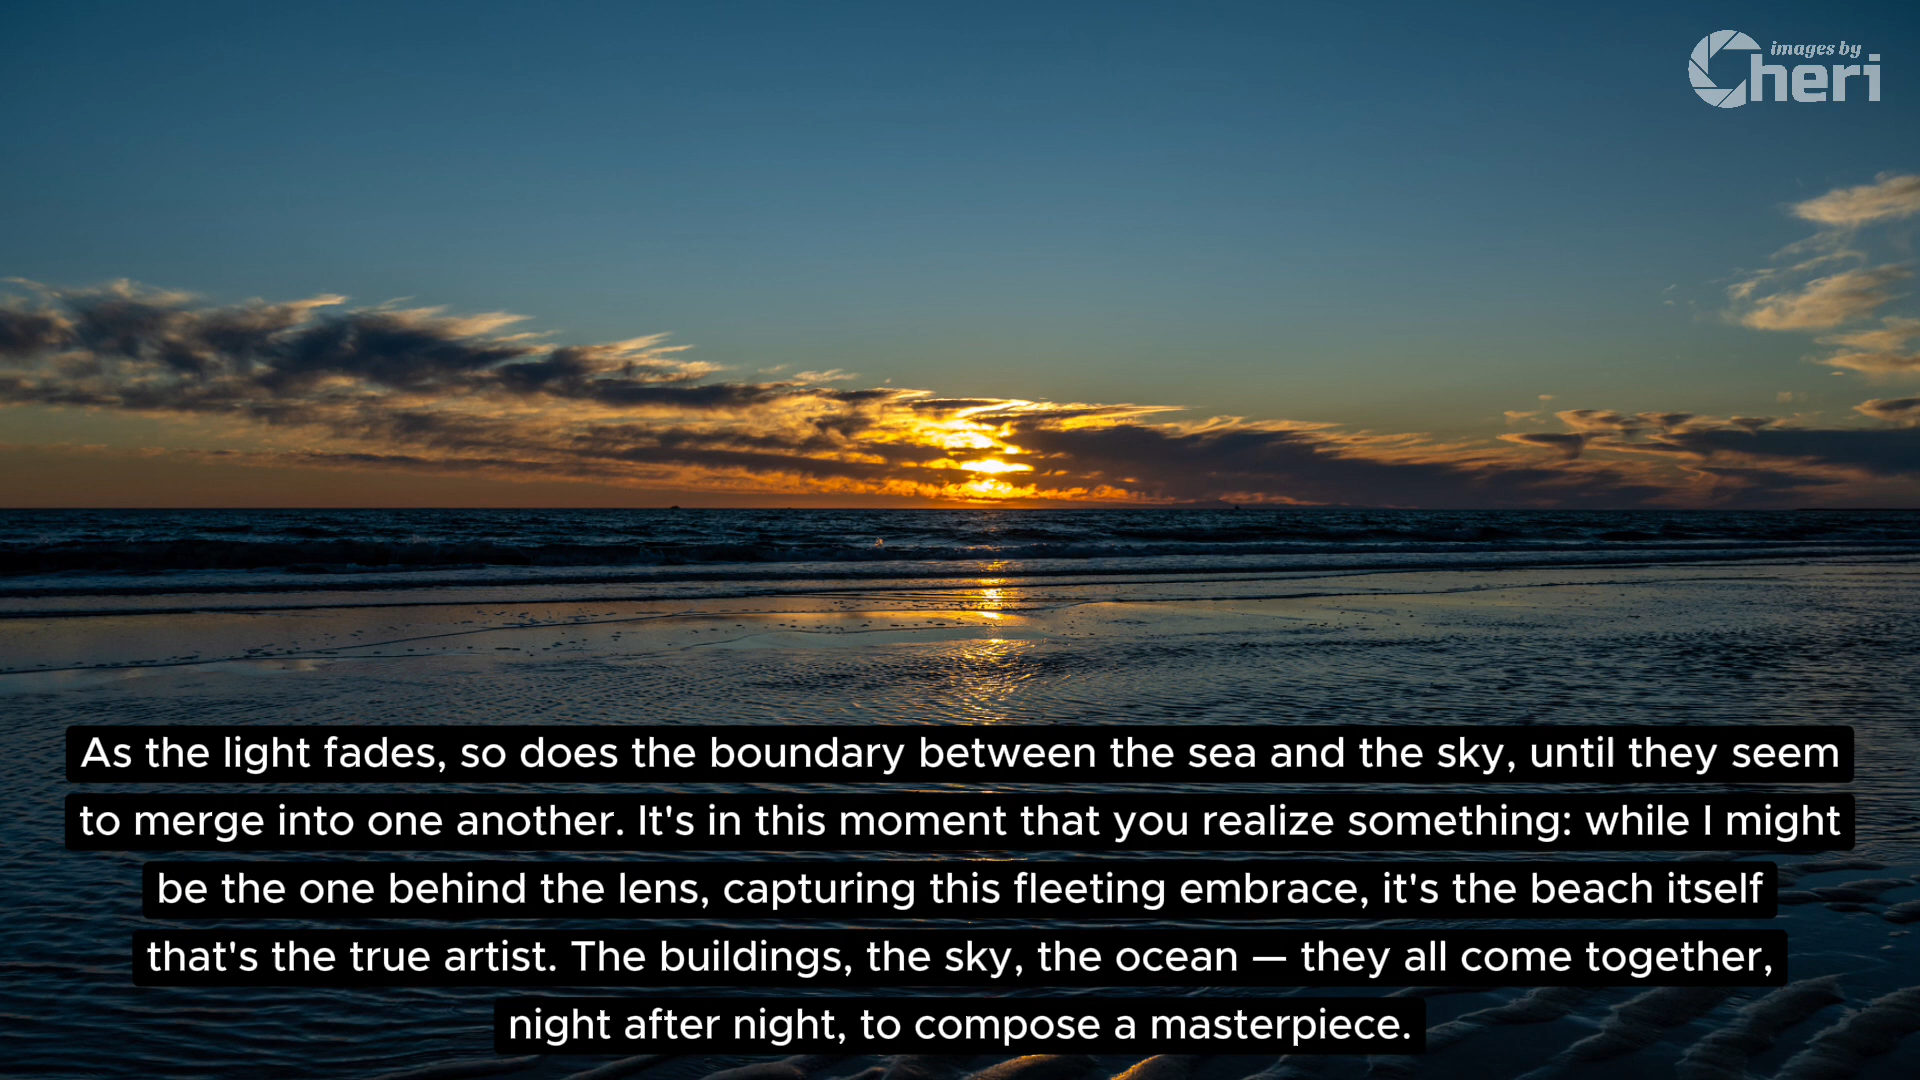 images by
Cheri
As the light fades, so does the boundary between the sea and the sky, until they seem
to merge into one another. It's in this moment that you realize something: while I might
be the one behind the lens, capturing this fleeting embrace, it's the beach itself
that's the true artist. The buildings, the sky, the ocean — they all come together,
night after night, to compose a masterpiece.